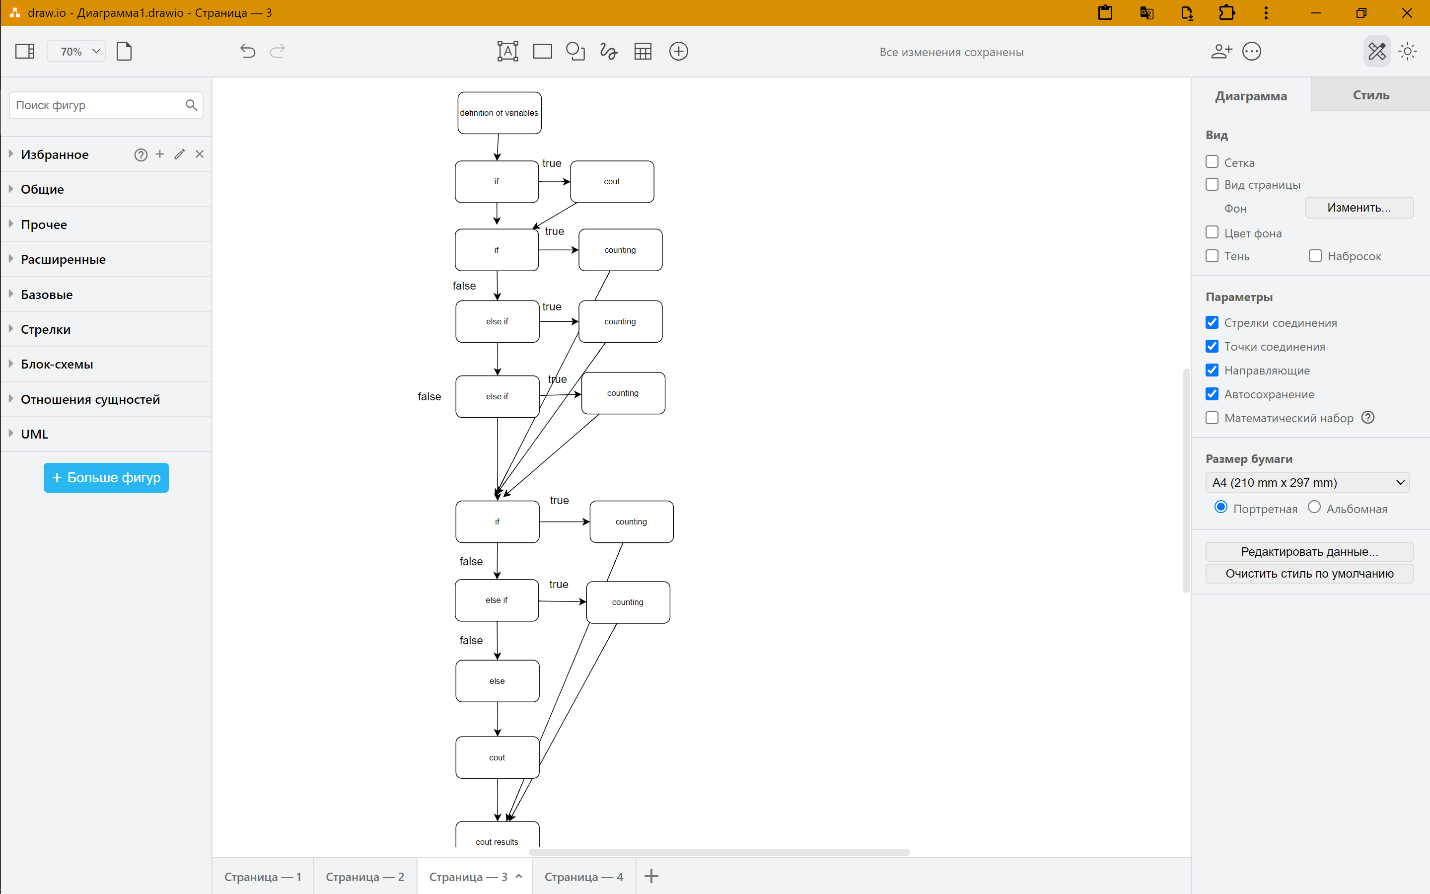 draw.io - Диаграмма1.drawio - Страница — 3
70%
Все изменения сохранены
Поиск фигур
Избранное
Общие
Прочее
Расширенные
Базовые
Стрелки
Блок-схемы
Отношения сущностей
UML
+ Больше фигур
definition of variables
true
if
cout
true
if
counting
false
true
else if
counting
true
false
else if
counting
true
if
counting
false
true
else if
counting
false
else
cout
cout results
Диаграмма
Стиль
Вид
Сетка
Вид страницы
Фон
Изменить...
Цвет фона
Тень
Набросок
Параметры
Стрелки соединения
Точки соединения
Направляющие
Автосохранение
Математический набор
Размер бумаги
A4 (210 mm x 297 mm)
Портретная
Альбомная
Редактировать данные...
Очистить стиль по умолчанию
Страница — 1
Страница — 2
Страница — 3
Страница — 4